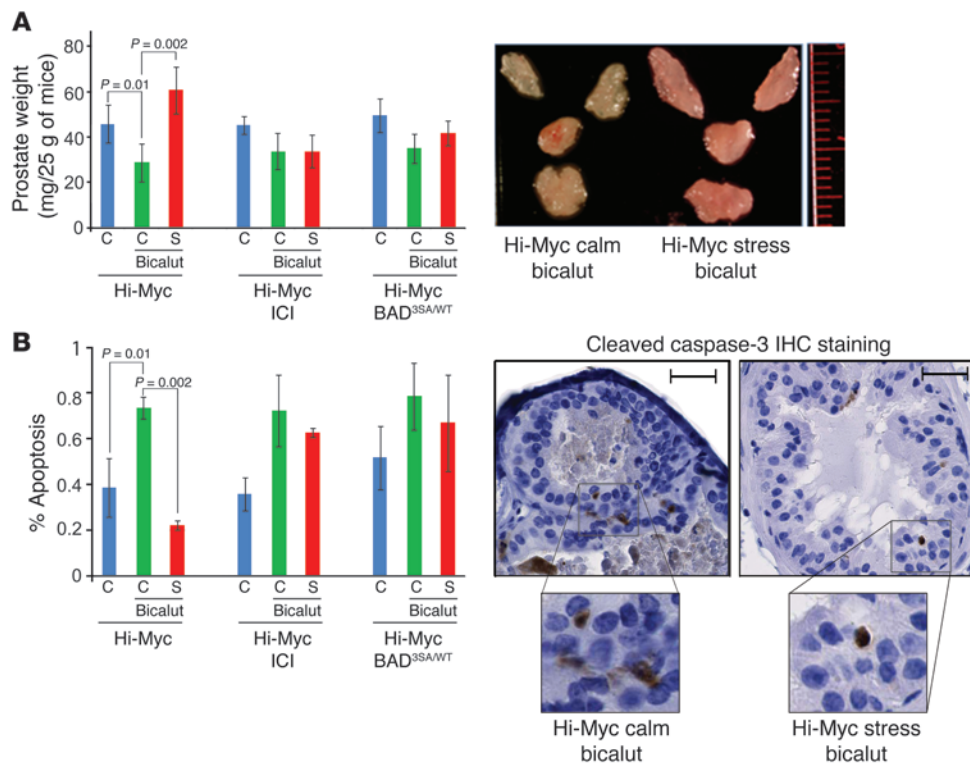 A
Prostate weight
(mg/25 g of mice)
80
60
40
20
0
P = 0.002
P = 0.01
C C S C C S C C S
Bicalut Bicalut Bicalut
Hi-Myc Hi-Myc Hi-Myc
ICI BAD3SA/WT
Hi-Myc calm Hi-Myc stress
bicalut bicalut
B
% Apoptosis
1
0.8
0.6
0.4
0.2
0
P = 0.01
P = 0.002
C C S C C S C C S
Bicalut Bicalut Bicalut
Hi-Myc Hi-Myc Hi-Myc
ICI BAD3SA/WT
Cleaved caspase-3 IHC staining
Hi-Myc calm Hi-Myc stress
bicalut bicalut